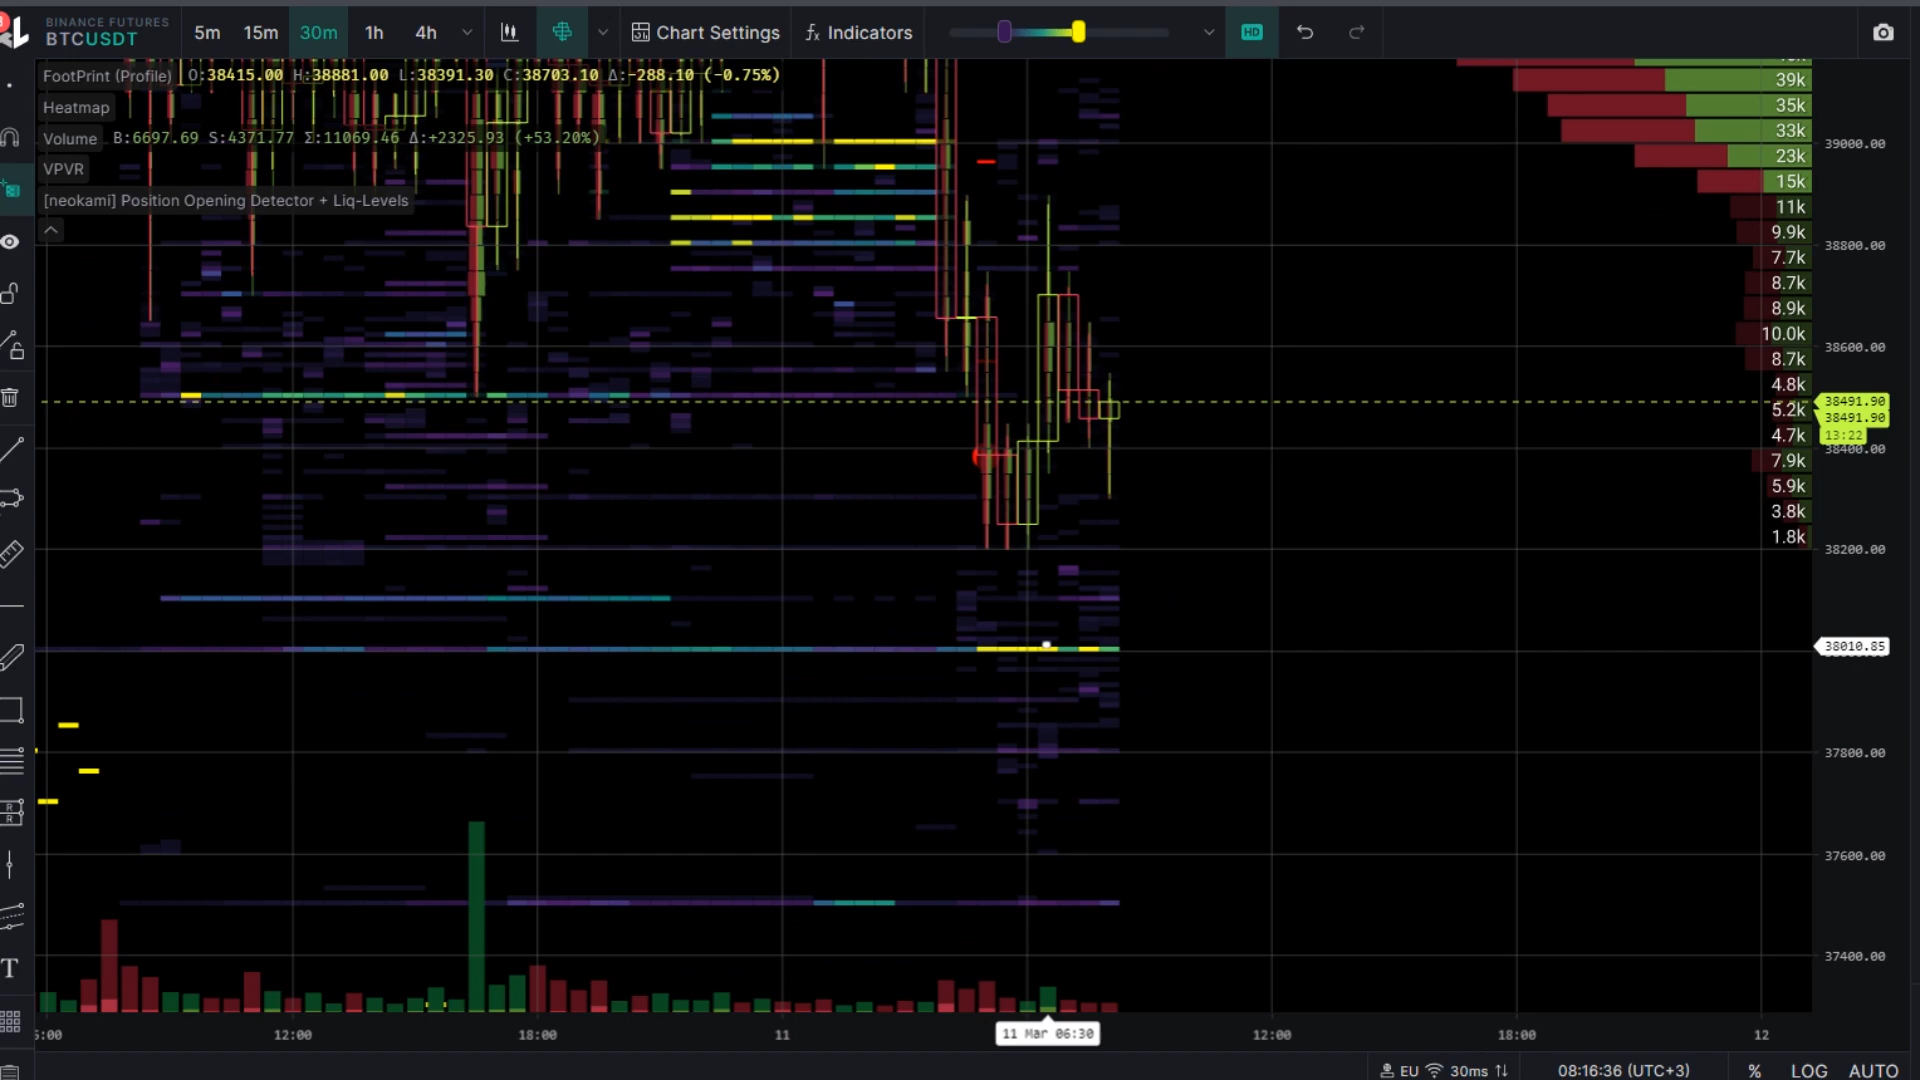 BINANCE FUTURES
BTCUSDT
5m 15m 30m 1h 4h Chart Settings Indicators HD
FootPrint (Profile) O:38415.00 H:38881.00 L:38391.30 C:38703.10 Δ:−288.10 (−0.75%)
Heatmap
Volume B:6697.69 S:4371.77 Σ:11069.46 Δ:+2325.93 (+53.20%)
VPVR
[neokami] Position Opening Detector + Liq-Levels
39k
35k
33k
23k
15k
11k
9.9k
7.7k
8.7k
8.9k
10.0k
8.7k
4.8k
5.2k
4.7k
7.9k
5.9k
3.8k
1.8k
39000.00
38800.00
38600.00
38491.90
38491.90
13:22
38400.00
38200.00
38010.85
37800.00
37600.00
37400.00
12:00 18:00 11 11 Mar 06:30 12:00 18:00 12
EU 30ms 08:16:36 (UTC+3) % LOG AUTO